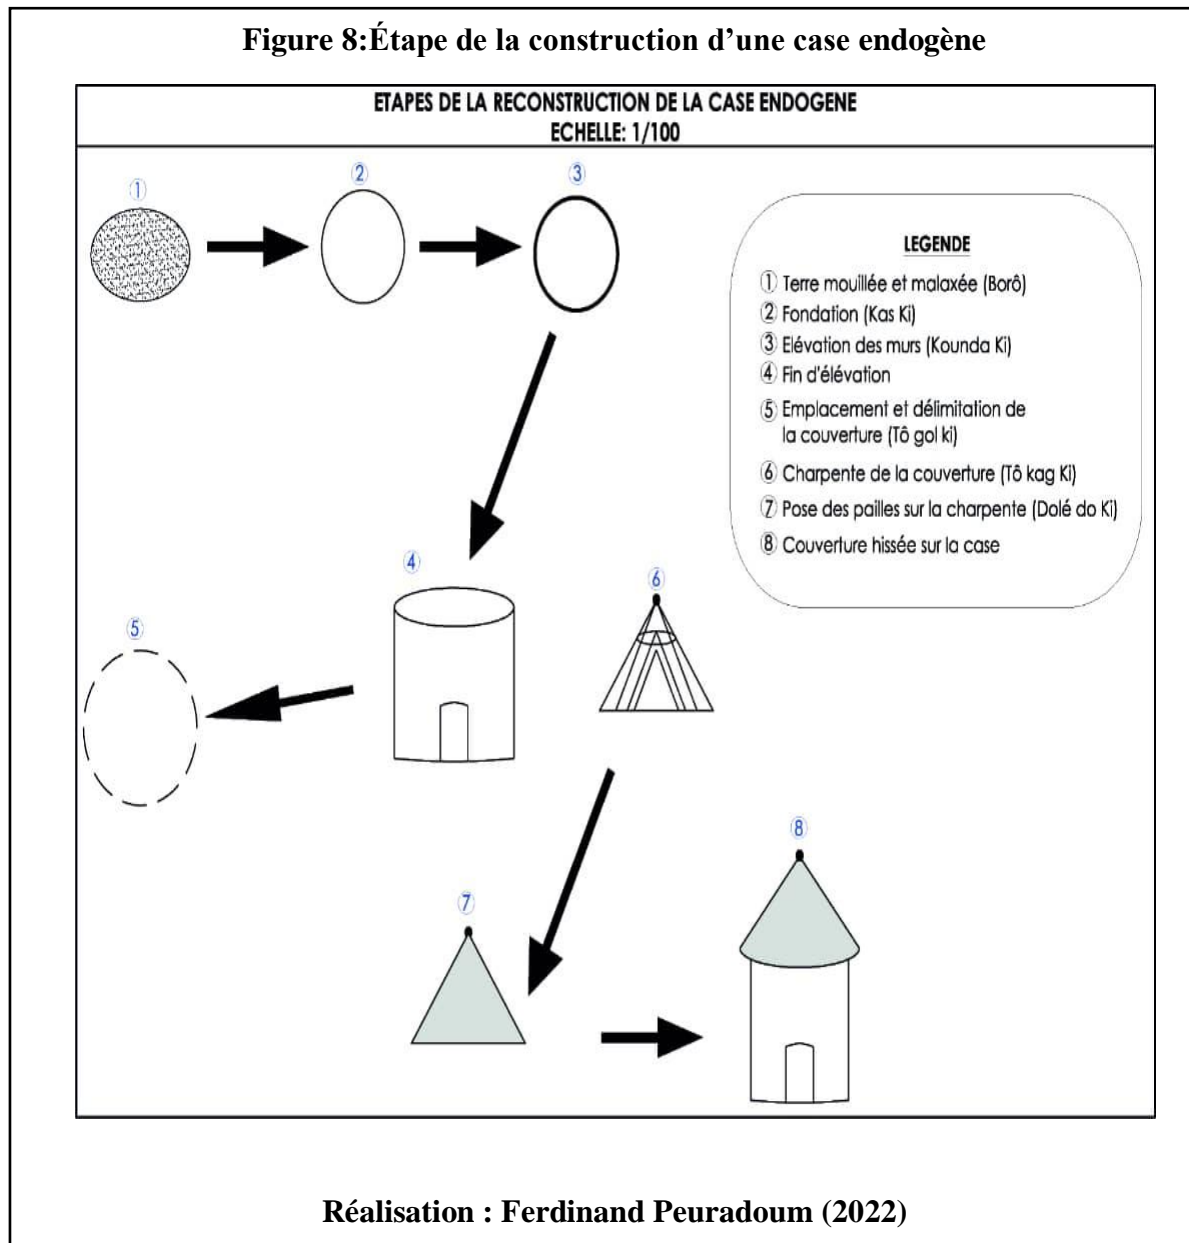 Figure 8:Étape de la construction d’une case endogène
ETAPES DE LA RECONSTRUCTION DE LA CASE ENDOGENE
ECHELLE: 1/100
①
②
③
LEGENDE
① Terre mouillée et malaxée (Borô)
② Fondation (Kas Ki)
③ Elévation des murs (Kounda Ki)
④ Fin d'élévation
⑤ Emplacement et délimitation de
la couverture (Tô gol ki)
⑥ Charpente de la couverture (Tô kag Ki)
⑦ Pose des pailles sur la charpente (Dolé do Ki)
⑧ Couverture hissée sur la case
④
⑥
⑤
⑧
⑦
Réalisation : Ferdinand Peuradoum (2022)